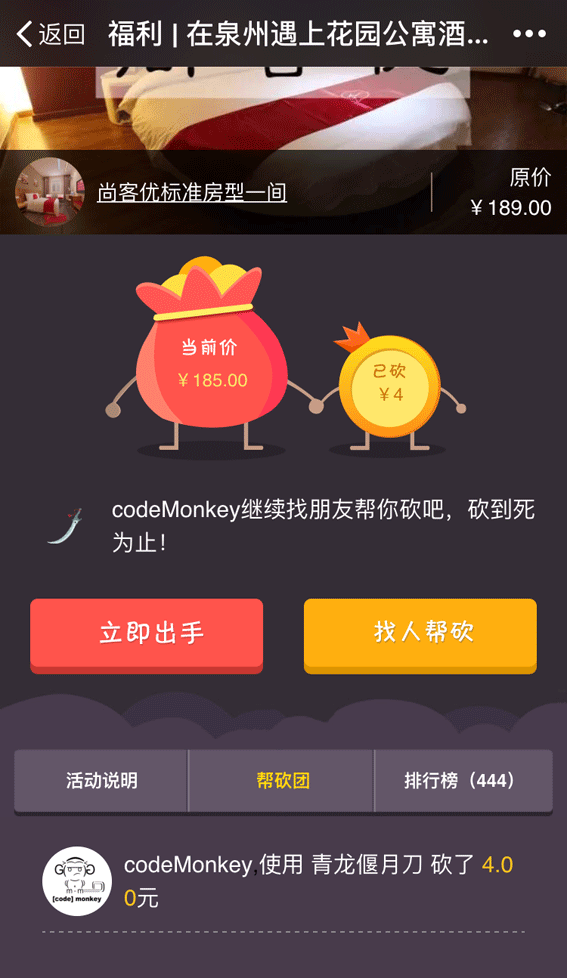 返回 福利 | 在泉州遇上花园公寓酒...
尚客优标准房型一间
原价
￥189.00
当前价
￥185.00
已砍
￥4
codeMonkey继续找朋友帮你砍吧，砍到死
为止！
立即出手
找人帮砍
活动说明
帮砍团
排行榜（444）
codeMonkey,使用 青龙偃月刀 砍了 4.0
0元
[code] monkey